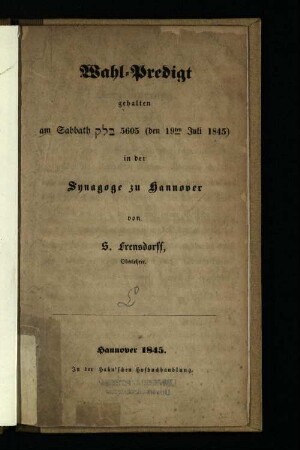 Wahl-Predigt
gehalten
am Sabbath בלק 5605 (den 19ten Juli 1845)
in der
Synagoge zu Hannover
von
S. Frensdorff,
Oberlehrer.
Hannover 1845.
In der Hahn'schen Hofbuchhandlung.